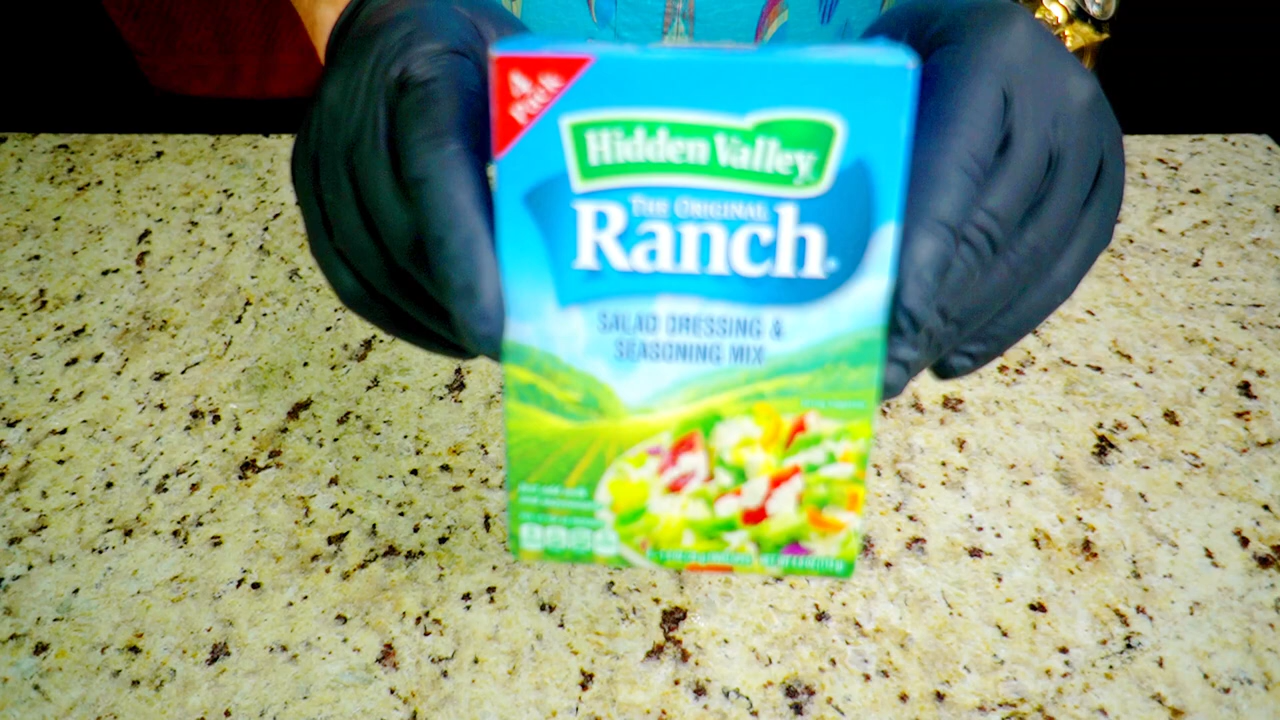 4
Pack
Hidden Valley
The Original
Ranch
SALAD DRESSING &
SEASONING MIX